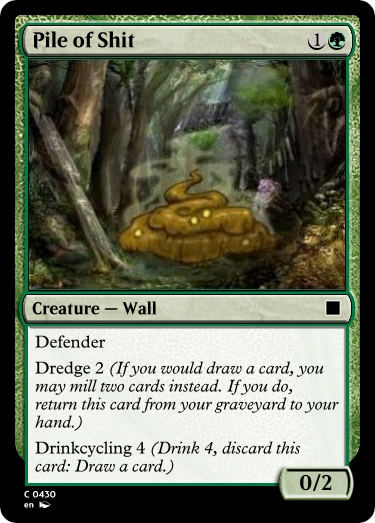 Pile of Shit 1
Creature — Wall
Defender
Dredge 2 (If you would draw a card, you
may mill two cards instead. If you do,
return this card from your graveyard to your
hand.)
Drinkcycling 4 (Drink 4, discard this
card: Draw a card.)
0/2
C 0430
en